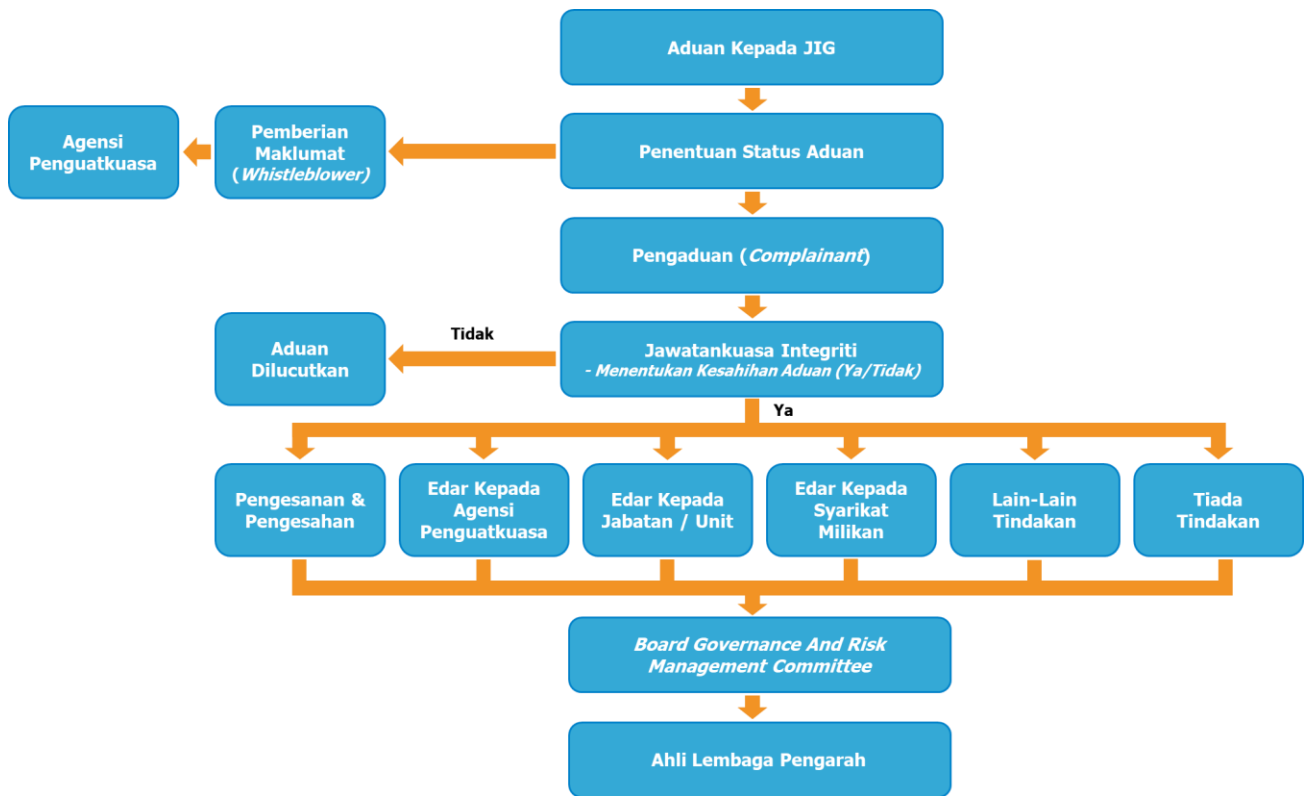 Aduan Kepada JIG
Agensi
Penguatkuasa
Pemberian
Maklumat
(Whistleblower)
Penentuan Status Aduan
Pengaduan (Complainant)
Aduan
Dilucutkan
Tidak
Jawatankuasa Integriti
- Menentukan Kesahihan Aduan (Ya/Tidak)
Ya
Pengesanan &
Pengesahan
Edar Kepada
Agensi
Penguatkuasa
Edar Kepada
Jabatan / Unit
Edar Kepada
Syarikat
Milikan
Lain-Lain
Tindakan
Tiada
Tindakan
Board Governance And Risk
Management Committee
Ahli Lembaga Pengarah